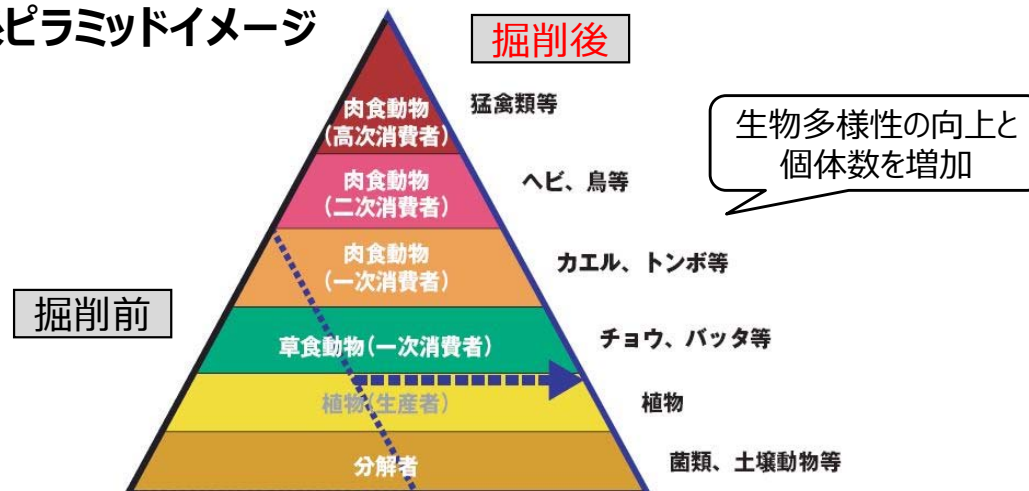 ピラミッドイメージ
掘削後
肉食動物
(高次消費者)
猛禽類等
生物多様性の向上と
個体数を増加
肉食動物
(二次消費者)
ヘビ、鳥等
肉食動物
(一次消費者)
カエル、トンボ等
掘削前
草食動物(一次消費者)
チョウ、バッタ等
植物(生産者)
植物
分解者
菌類、土壌動物等